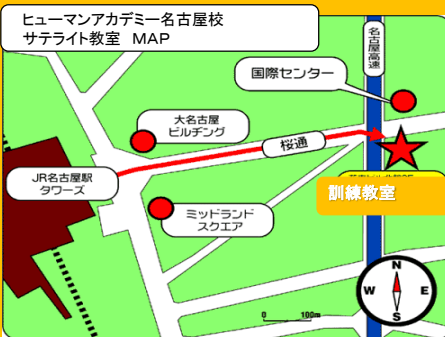 ヒューマンアカデミー名古屋校
サテライト教室　MAP
名古屋高速
国際センター
大名古屋
ビルヂング
桜通
JR名古屋駅
タワーズ
訓練教室
ミッドランド
スクエア
N
W
E
S
0
100m